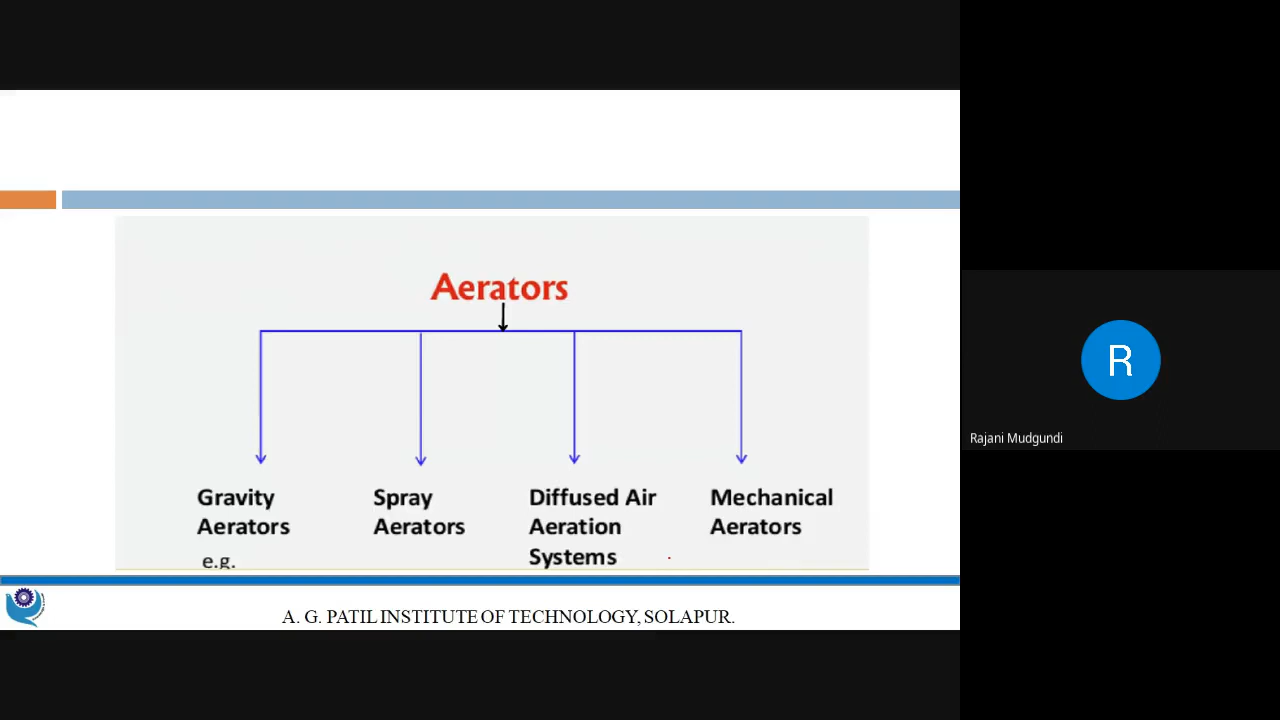 Aerators
Gravity
Aerators
e.g.
Spray
Aerators
Diffused Air
Aeration
Systems
Mechanical
Aerators
A. G. PATIL INSTITUTE OF TECHNOLOGY, SOLAPUR.
R
Rajani Mudgundi